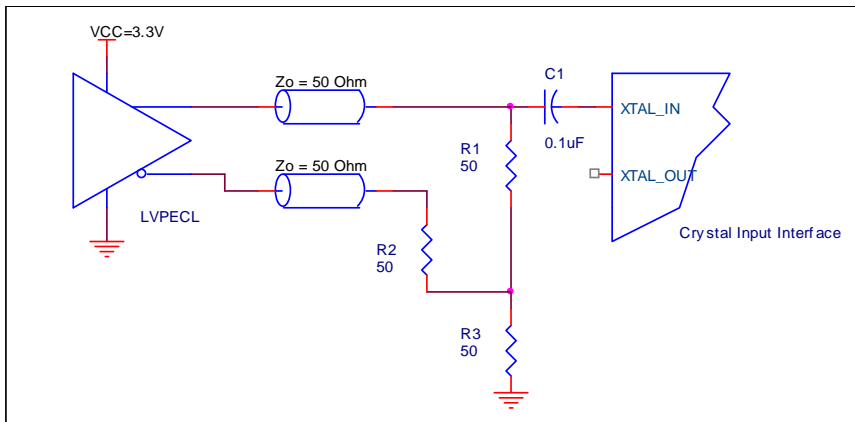 VCC=3.3V
Zo = 50 Ohm
C1
0.1uF
XTAL_IN
R1
50
Zo = 50 Ohm
XTAL_OUT
LVPECL
R2
50
Crystal Input Interface
R3
50